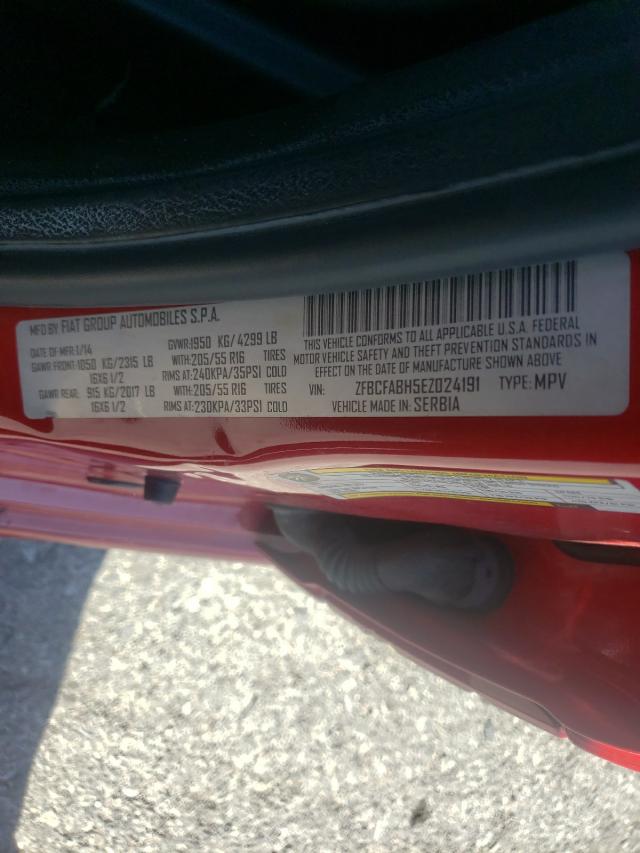 MFD BY FIAT GROUP AUTOMOBILES S.P.A.
DATE OF MFR:1/14 GVWR:1950 KG/4299 LB
GAWR FRONT:1050 KG/2315 LB WITH:205/55 R16 TIRES
16X6 1/2 RIMS AT:240KPA/35PSI COLD
GAWR REAR: 915 KG/2017 LB WITH:205/55 R16 TIRES
16X6 1/2 RIMS AT:230KPA/33PSI COLD
THIS VEHICLE CONFORMS TO ALL APPLICABLE U.S.A. FEDERAL
MOTOR VEHICLE SAFETY, AND THEFT PREVENTION STANDARDS IN
EFFECT ON THE DATE OF MANUFACTURE SHOWN ABOVE.
VIN: ZFBCFABH5EZ024191 TYPE: MPV
MADE IN SERBIA